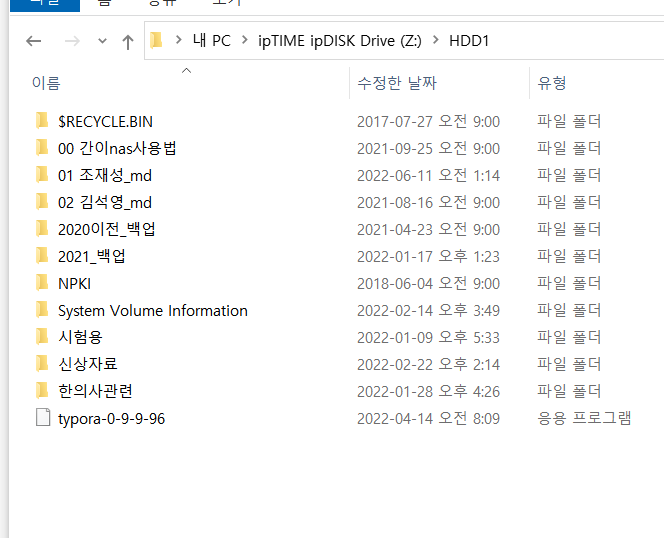 내 PC > ipTIME ipDISK Drive (Z:) > HDD1
이름 수정한 날짜 유형
$RECYCLE.BIN 2017-07-27 오전 9:00 파일 폴더
00 간이nas사용법 2021-09-25 오전 9:00 파일 폴더
01 조재성_md 2022-06-11 오전 1:14 파일 폴더
02 김석영_md 2021-08-16 오전 9:00 파일 폴더
2020이전_백업 2021-04-23 오전 9:00 파일 폴더
2021_백업 2022-01-17 오후 1:23 파일 폴더
NPKI 2018-06-04 오전 9:00 파일 폴더
System Volume Information 2022-02-14 오후 3:49 파일 폴더
시험용 2022-01-09 오후 5:33 파일 폴더
신상자료 2022-02-22 오후 2:14 파일 폴더
한의사관련 2022-01-28 오후 4:26 파일 폴더
typora-0-9-9-96 2022-04-14 오전 8:09 응용 프로그램